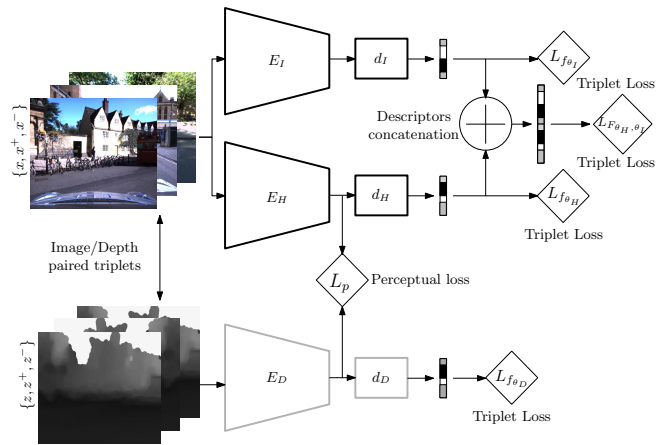 {x, x⁺, x⁻}
E_I
d_I
L_{f_{θ_I}}
Triplet Loss
Descriptors
concatenation
L_{F_{θ_H, θ_I}}
Triplet Loss
E_H
d_H
L_{f_{θ_H}}
Triplet Loss
Image/Depth
paired triplets
L_p
Perceptual loss
{z, z⁺, z⁻}
E_D
d_D
L_{f_{θ_D}}
Triplet Loss